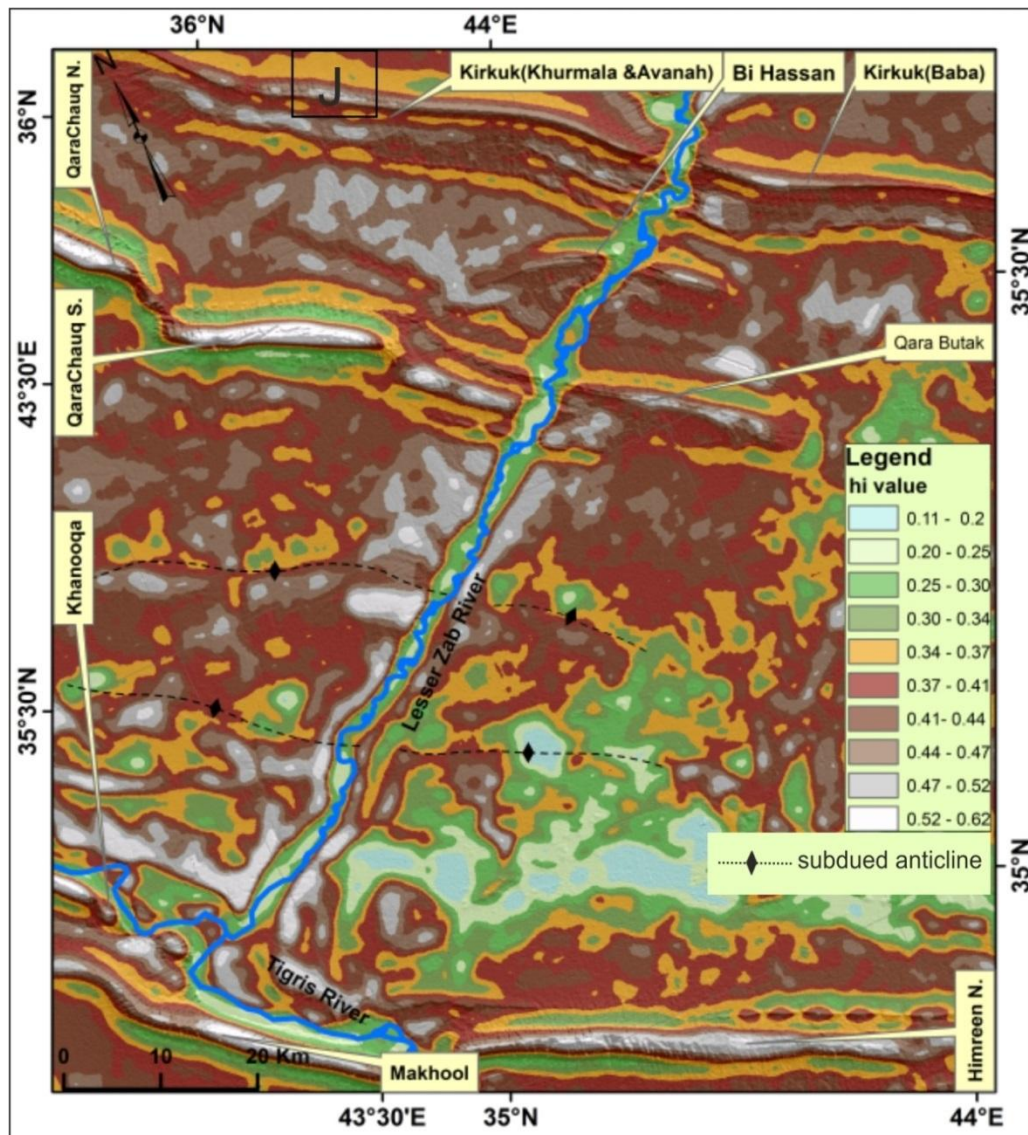 36°N
44°E
N
J
Kirkuk(Khurmala &Avanah)
Bi Hassan
Kirkuk(Baba)
QaraChauq N.
36°N
35°30'N
QaraChauq S.
43°30'E
Qara Butak
Khanooqa
35°30'N
Lesser Zab River
Legend
hi value
0.11 - 0.2
0.20 - 0.25
0.25 - 0.30
0.30 - 0.34
0.34 - 0.37
0.37 - 0.41
0.41- 0.44
0.44 - 0.47
0.47 - 0.52
0.52 - 0.62
subdued anticline
35°N
Tigris River
Himreen N.
0 10 20 Km
Makhool
43°30'E
35°N
44°E